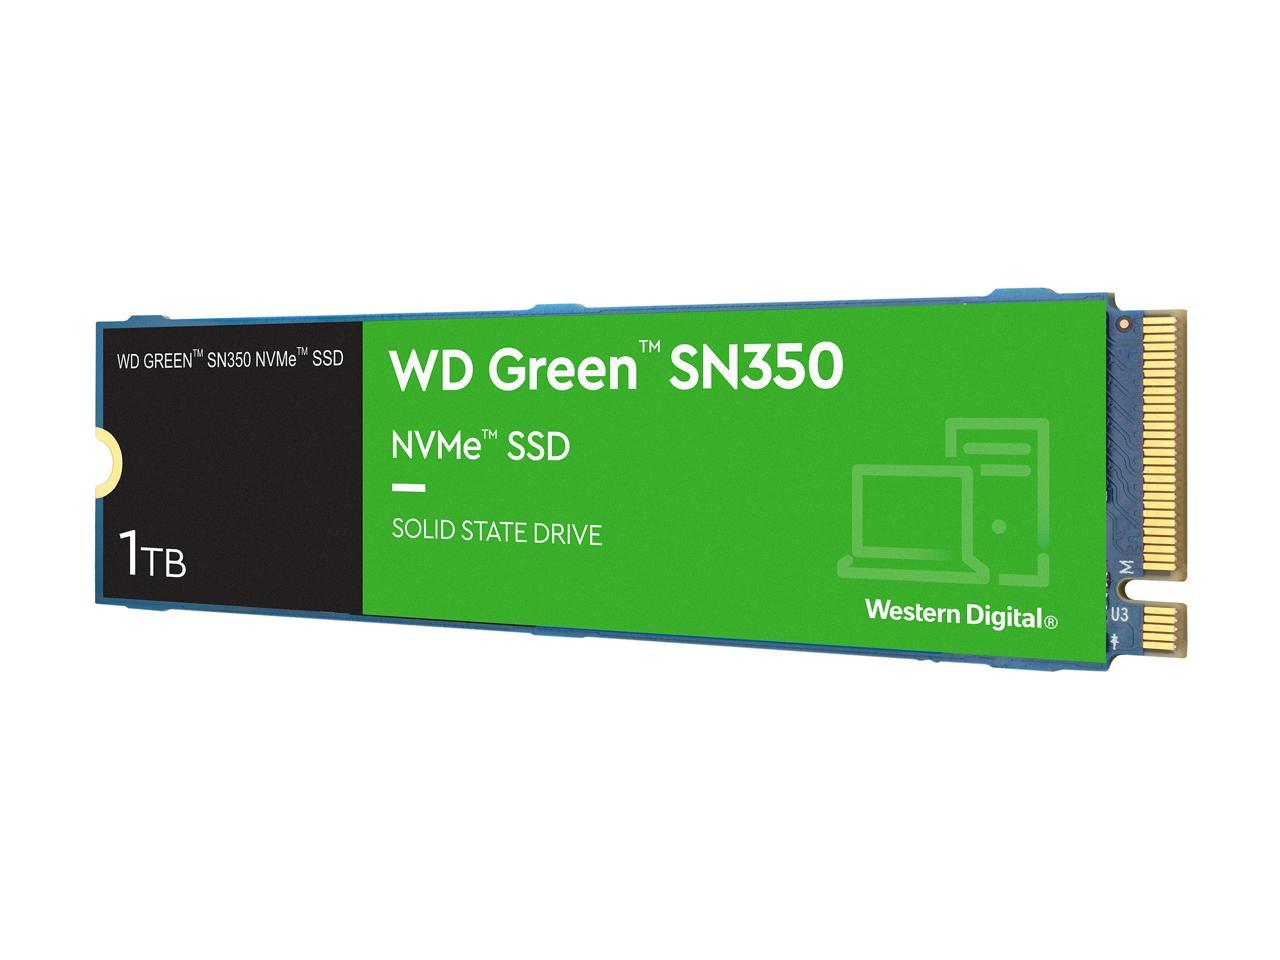 WD GREEN™ SN350 NVMe™ SSD
1TB
WD Green™ SN350
NVMe™ SSD
SOLID STATE DRIVE
Western Digital®
M
U3